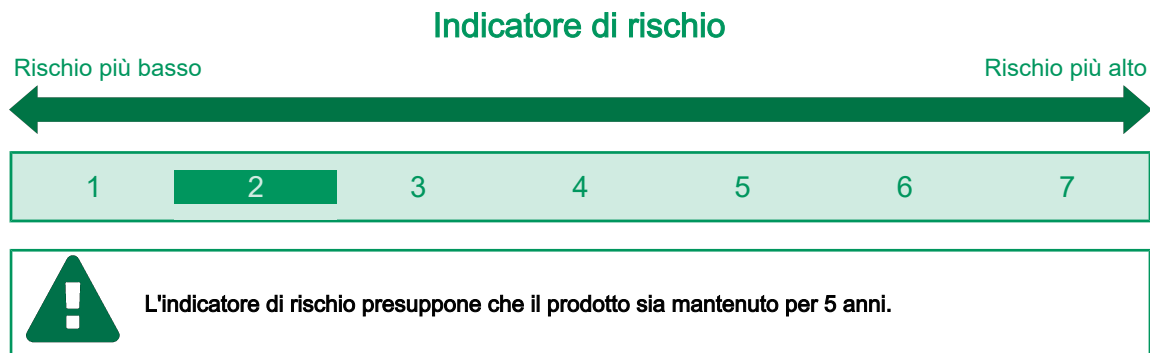 Indicatore di rischio
Rischio più basso Rischio più alto
1 2 3 4 5 6 7
L'indicatore di rischio presuppone che il prodotto sia mantenuto per 5 anni.